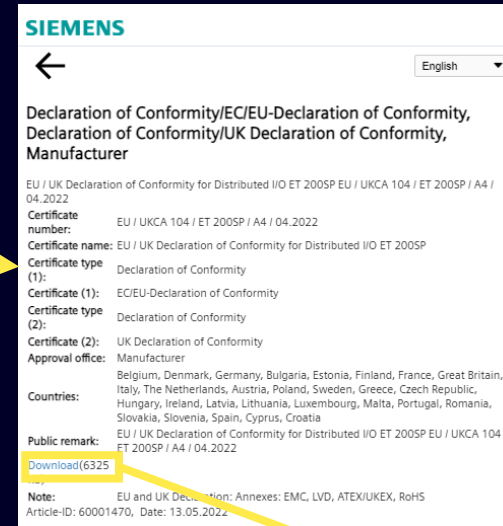 SIEMENS
English
Declaration of Conformity/EC/EU-Declaration of Conformity,
Declaration of Conformity/UK Declaration of Conformity,
Manufacturer
EU / UK Declaration of Conformity for Distributed I/O ET 200SP EU / UKCA 104 / ET 200SP / A4 /
04.2022
Certificate number: EU / UKCA 104 / ET 200SP / A4 / 04.2022
Certificate name: EU / UK Declaration of Conformity for Distributed I/O ET 200SP
Certificate type (1): Declaration of Conformity
Certificate (1): EC/EU-Declaration of Conformity
Certificate type (2): Declaration of Conformity
Certificate (2): UK Declaration of Conformity
Approval office: Manufacturer
Countries: Belgium, Denmark, Germany, Bulgaria, Estonia, Finland, France, Great Britain,
Italy, The Netherlands, Austria, Poland, Sweden, Greece, Czech Republic,
Hungary, Ireland, Latvia, Lithuania, Luxembourg, Malta, Portugal, Romania,
Slovakia, Slovenia, Spain, Cyprus, Croatia
Public remark: EU / UK Declaration of Conformity for Distributed I/O ET 200SP EU / UKCA 104
ET 200SP / A4 / 04.2022
Download(6325
Note: EU and UK Declaration: Annexes: EMC, LVD, ATEX/UKEX, RoHS
Article-ID: 60001470, Date: 13.05.2022